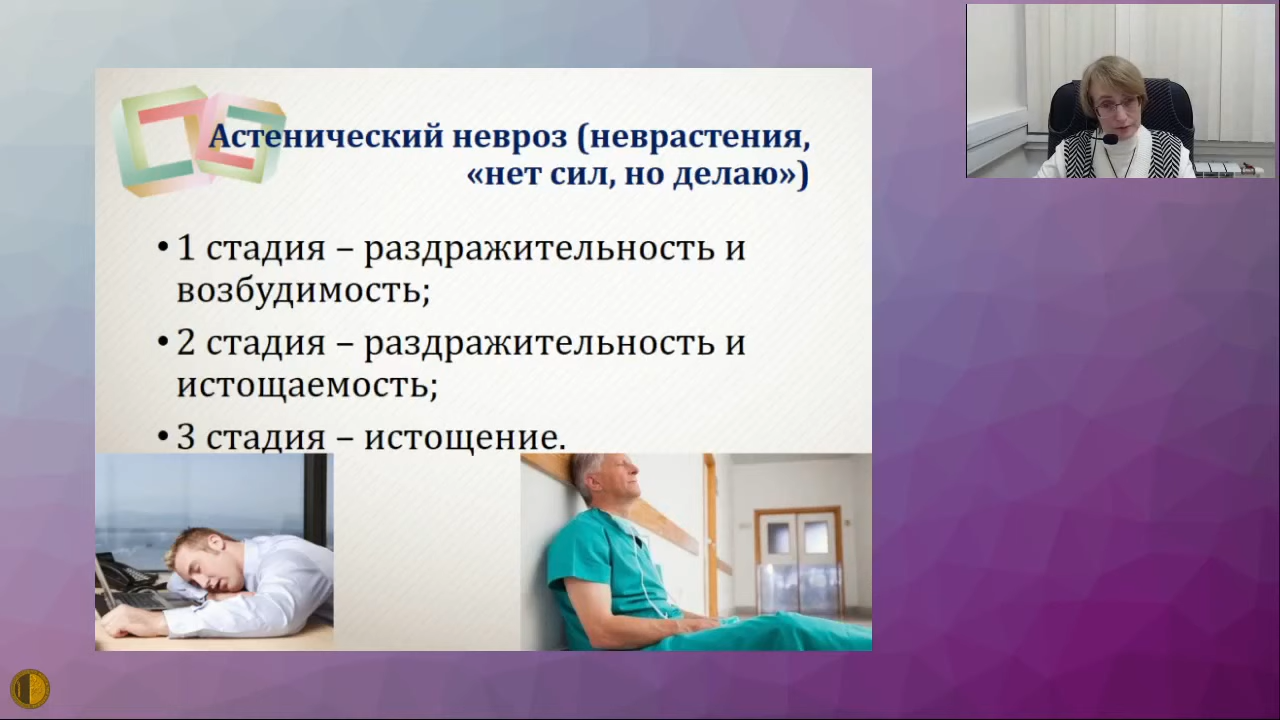 Астенический невроз (неврастения,
«нет сил, но делаю»)
• 1 стадия – раздражительность и
возбудимость;
• 2 стадия – раздражительность и
истощаемость;
• 3 стадия – истощение.